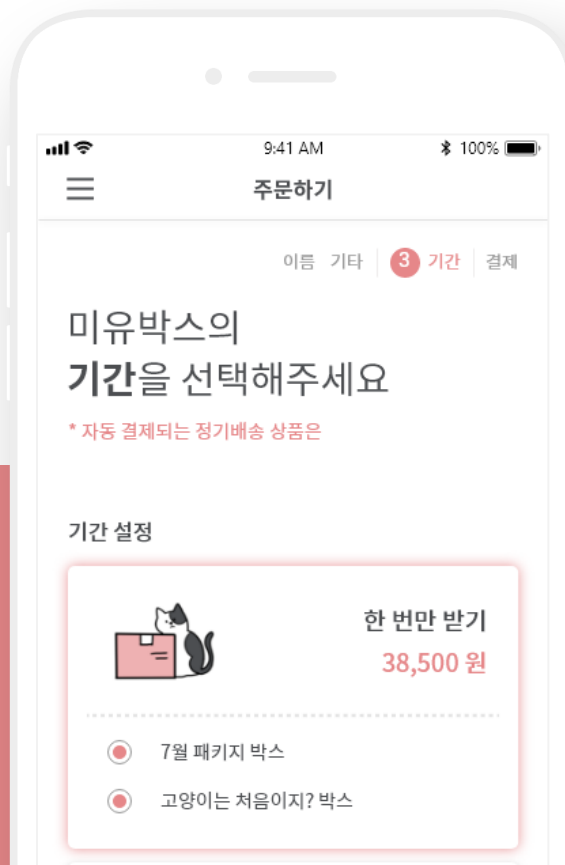 9:41 AM
100%
주문하기
이름 기타 3 기간 결제
미유박스의
기간을 선택해주세요
* 자동 결제되는 정기배송 상품은
기간 설정
한 번만 받기
38,500 원
7월 패키지 박스
고양이는 처음이지? 박스